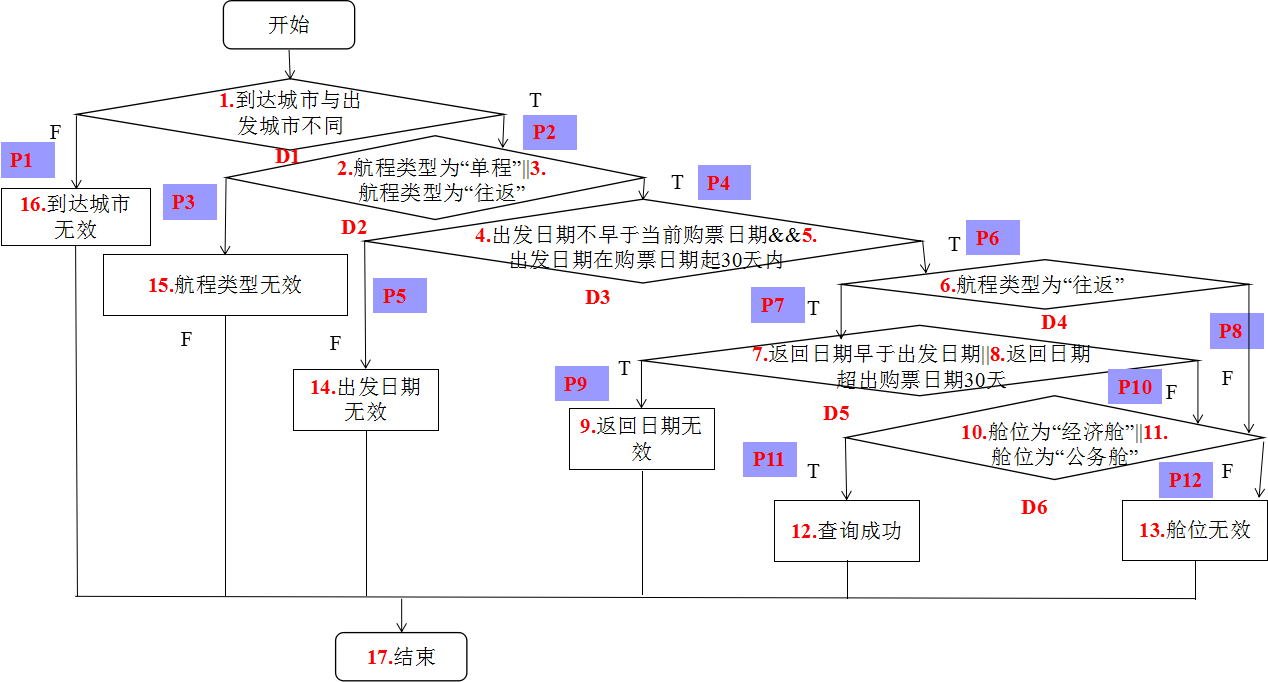 开始
1.到达城市与出
发城市不同
T
F
P2
P1
D1
2.航程类型为“单程”||3.
航程类型为“往返”
T
P4
P3
16.到达城市
无效
D2
4.出发日期不早于当前购票日期&&5.
出发日期在购票日期起30天内
T
P6
15.航程类型无效
P5
D3
6.航程类型为“往返”
P7
T
D4
P8
F
F
7.返回日期早于出发日期||8.返回日期
超出购票日期30天
T
P9
P10
F
F
14.出发日期
无效
D5
9.返回日期无
效
10.舱位为“经济舱”||11.
舱位为“公务舱”
P11
T
P12
F
D6
12.查询成功
13.舱位无效
17.结束